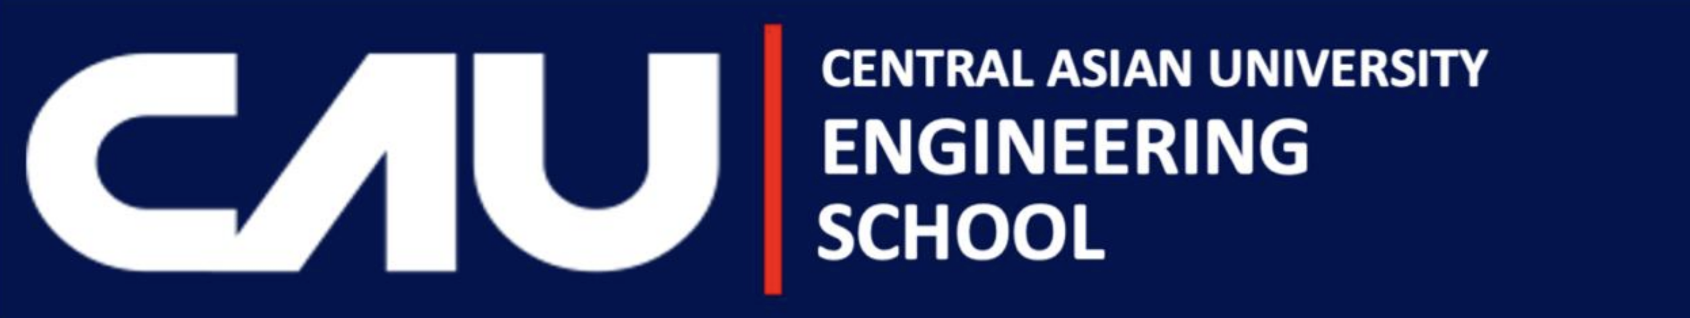 CAU
CENTRAL ASIAN UNIVERSITY
ENGINEERING
SCHOOL